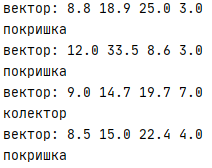 вектор: 8.8 18.9 25.0 3.0
покришка
вектор: 12.0 33.5 8.6 3.0
покришка
вектор: 9.0 14.7 19.7 7.0
колектор
вектор: 8.5 15.0 22.4 4.0
покришка